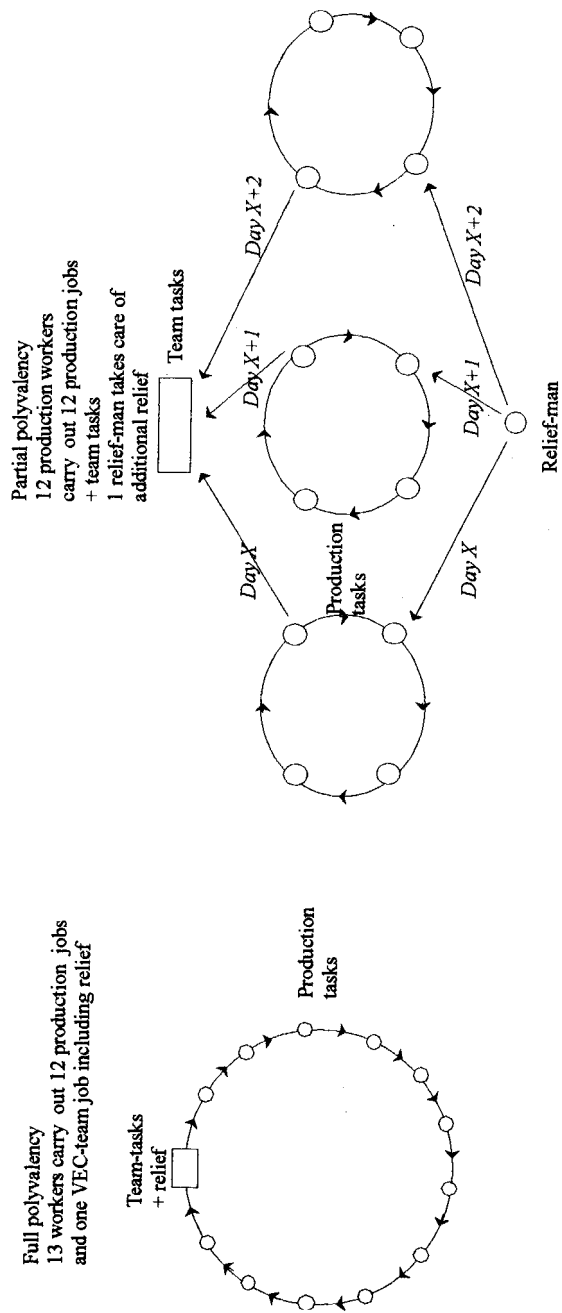 Full polyvalency
13 workers carry out 12 production jobs
and one VEC-team job including relief
Team-tasks
+ relief
Production
tasks
Partial polyvalency
12 production workers
carry out 12 production jobs
+ team tasks
1 relief-man takes care of
additional relief
Team tasks
Day X
Day X+1
Day X+2
Production
tasks
Day X
Day X+1
Day X+2
Relief-man